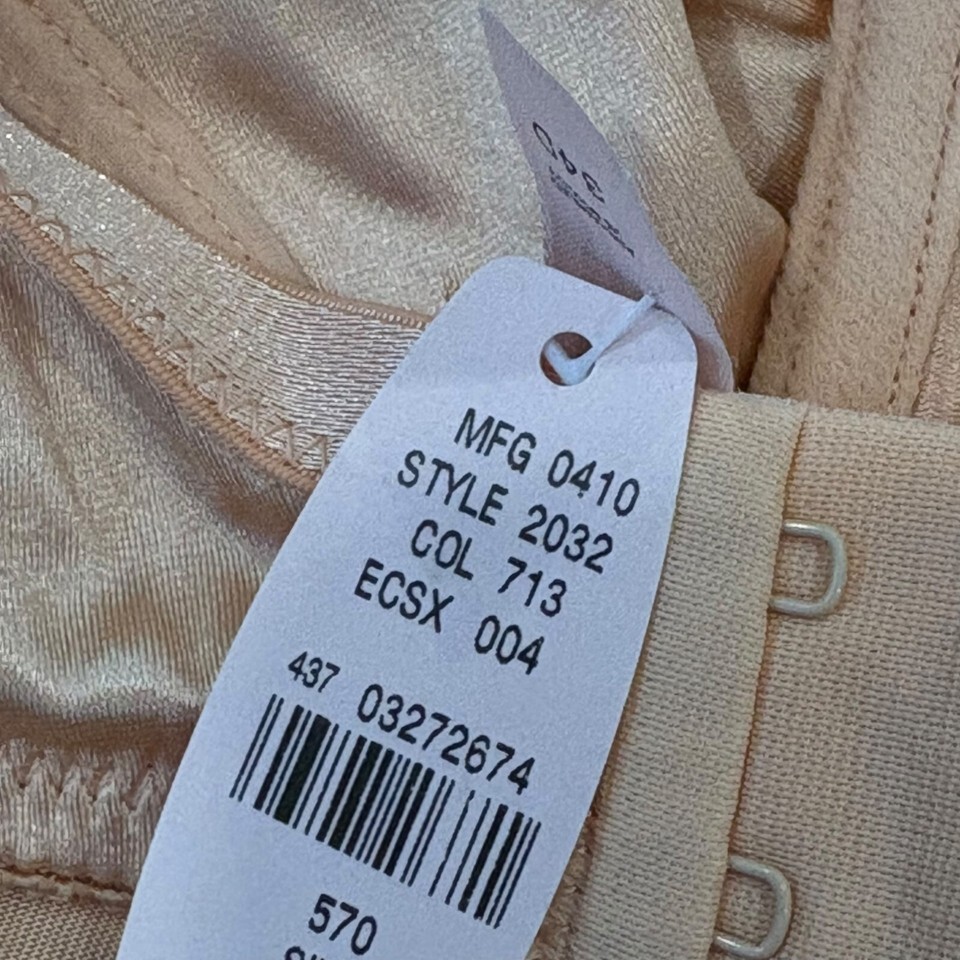 MFG 0410
STYLE 2032
COL 713
ECSX 004
437 03272674
570